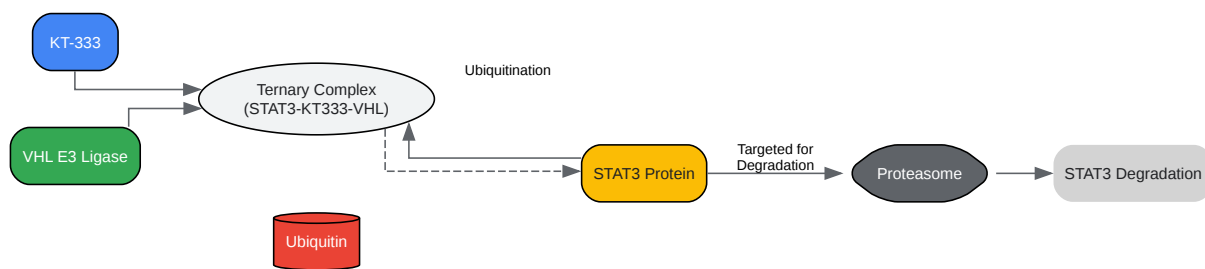 KT-333
Ubiquitination
Ternary Complex
(STAT3-KT333-VHL)
VHL E3 Ligase
STAT3 Protein
Targeted for
Degradation
Proteasome
STAT3 Degradation
Ubiquitin